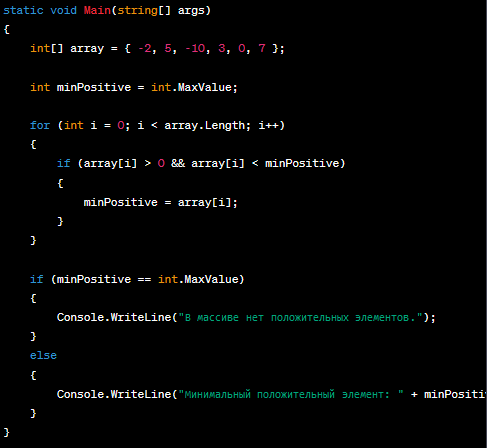 static void Main(string[] args)
{
    int[] array = { -2, 5, -10, 3, 0, 7 };

    int minPositive = int.MaxValue;

    for (int i = 0; i < array.Length; i++)
    {
        if (array[i] > 0 && array[i] < minPositive)
        {
            minPositive = array[i];
        }
    }

    if (minPositive == int.MaxValue)
    {
        Console.WriteLine("В массиве нет положительных элементов.");
    }
    else
    {
        Console.WriteLine("Минимальный положительный элемент: " + minPositi
    }
}